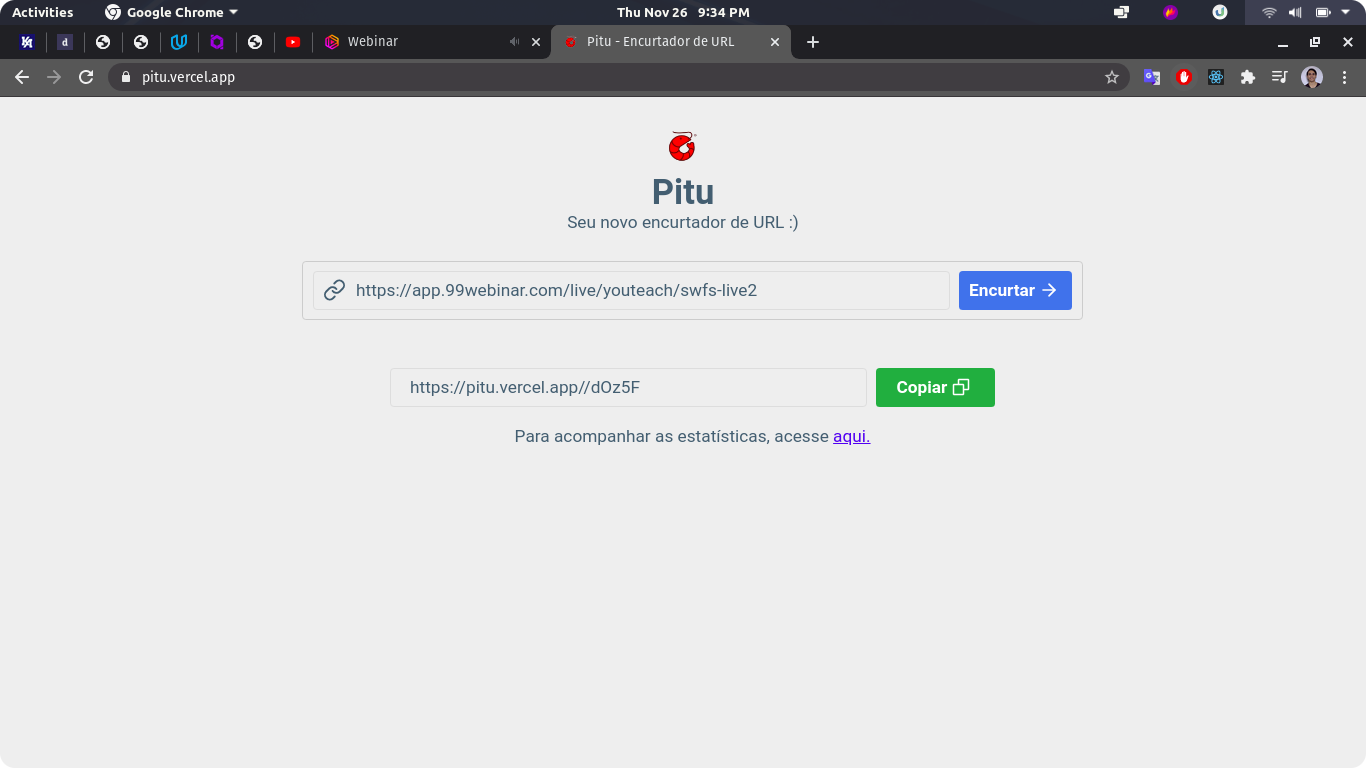 Activities
Google Chrome
Thu Nov 26 9:34 PM
d
Webinar
Pitu - Encurtador de URL
pitu.vercel.app
Pitu
Seu novo encurtador de URL :)
https://app.99webinar.com/live/youteach/swfs-live2
Encurtar
https://pitu.vercel.app//dOz5F
Copiar
Para acompanhar as estatísticas, acesse aqui.